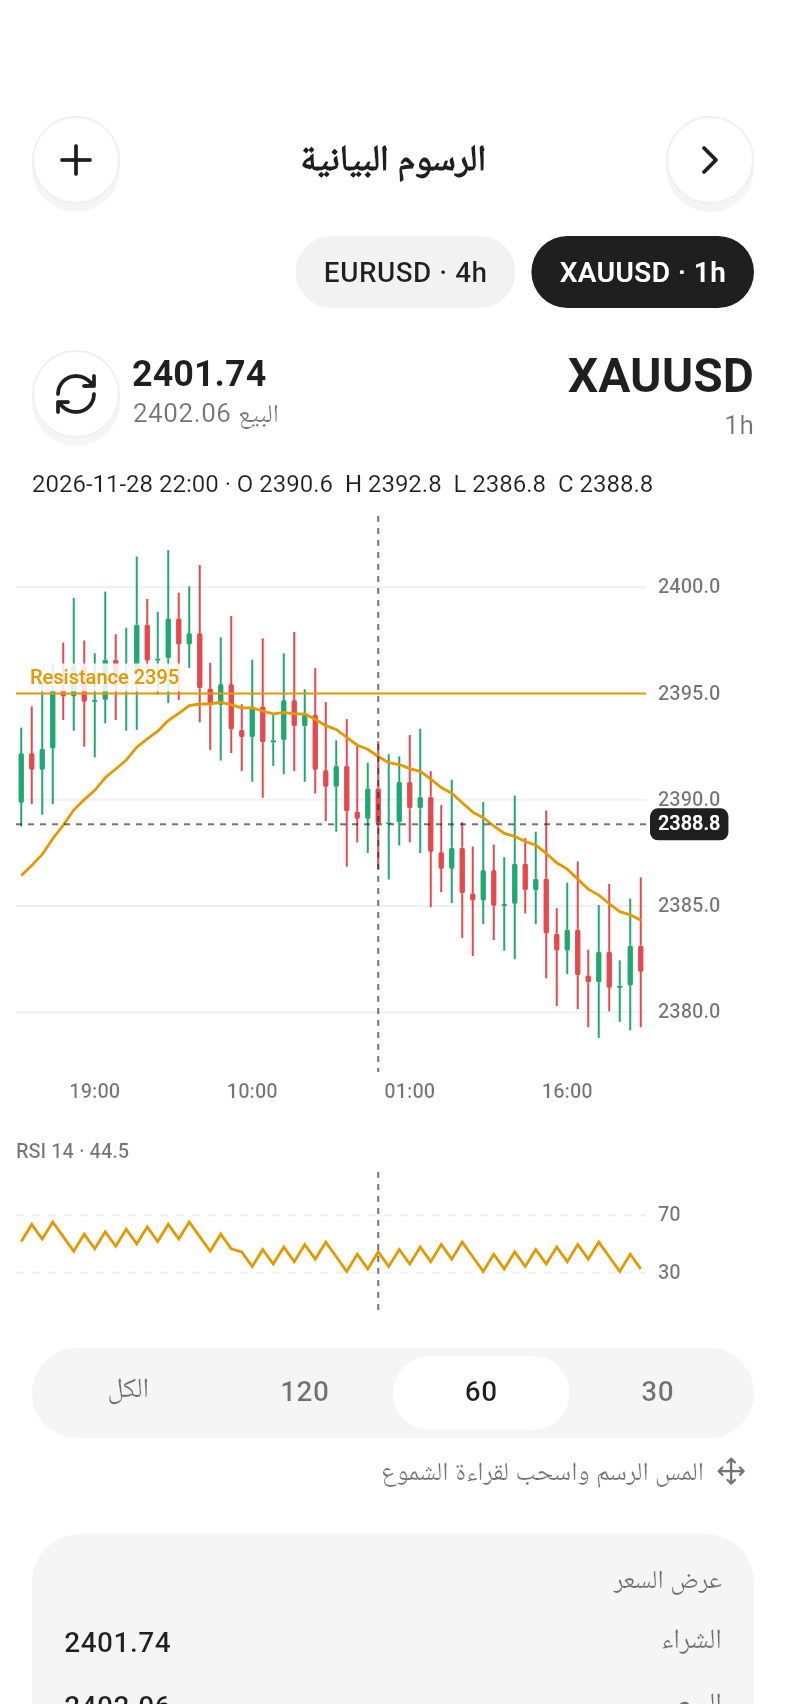 الرسوم البيانية
XAUUSD · 1h
EURUSD · 4h
XAUUSD
1h
2401.74
البيع 2402.06
2026-11-28 22:00 · O 2390.6 H 2392.8 L 2386.8 C 2388.8
2400.0
Resistance 2395
2395.0
2390.0
2388.8
2385.0
2380.0
19:00 10:00 01:00 16:00
RSI 14 · 44.5
70
30
30 60 120 الكل
المس الرسم واسحب لقراءة الشموع
عرض السعر
الشراء 2401.74
البيع 2402.06